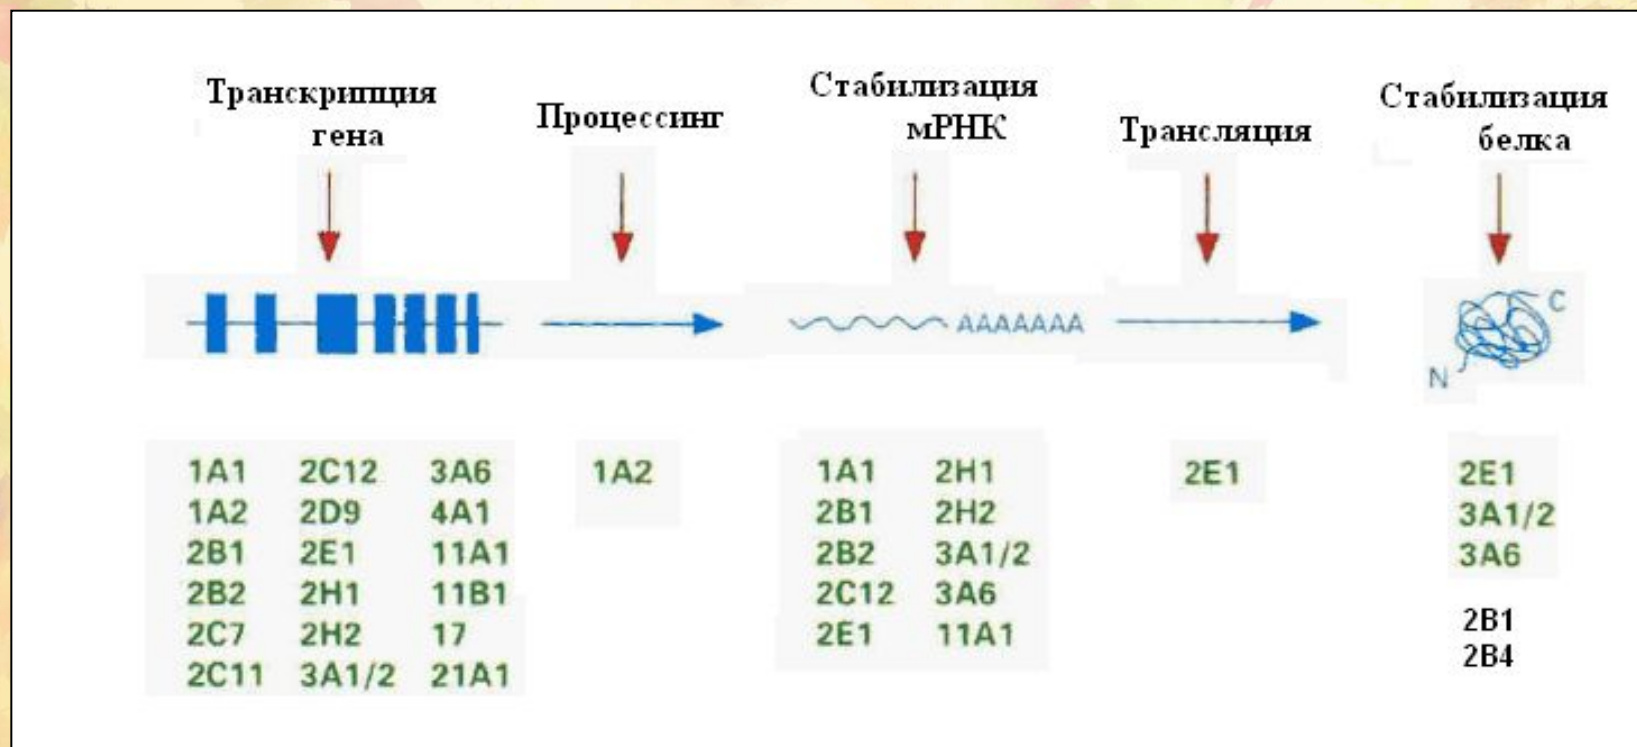 Транскрипция
гена
Процессинг
Стабилизация
мРНК
Трансляция
Стабилизация
белка
AAAAAAA
C
N
1A1 2C12 3A6
1A2 2D9 4A1
2B1 2E1 11A1
2B2 2H1 11B1
2C7 2H2 17
2C11 3A1/2 21A1
1A2
1A1 2H1
2B1 2H2
2B2 3A1/2
2C12 3A6
2E1 11A1
2E1
2E1
3A1/2
3A6
2B1
2B4